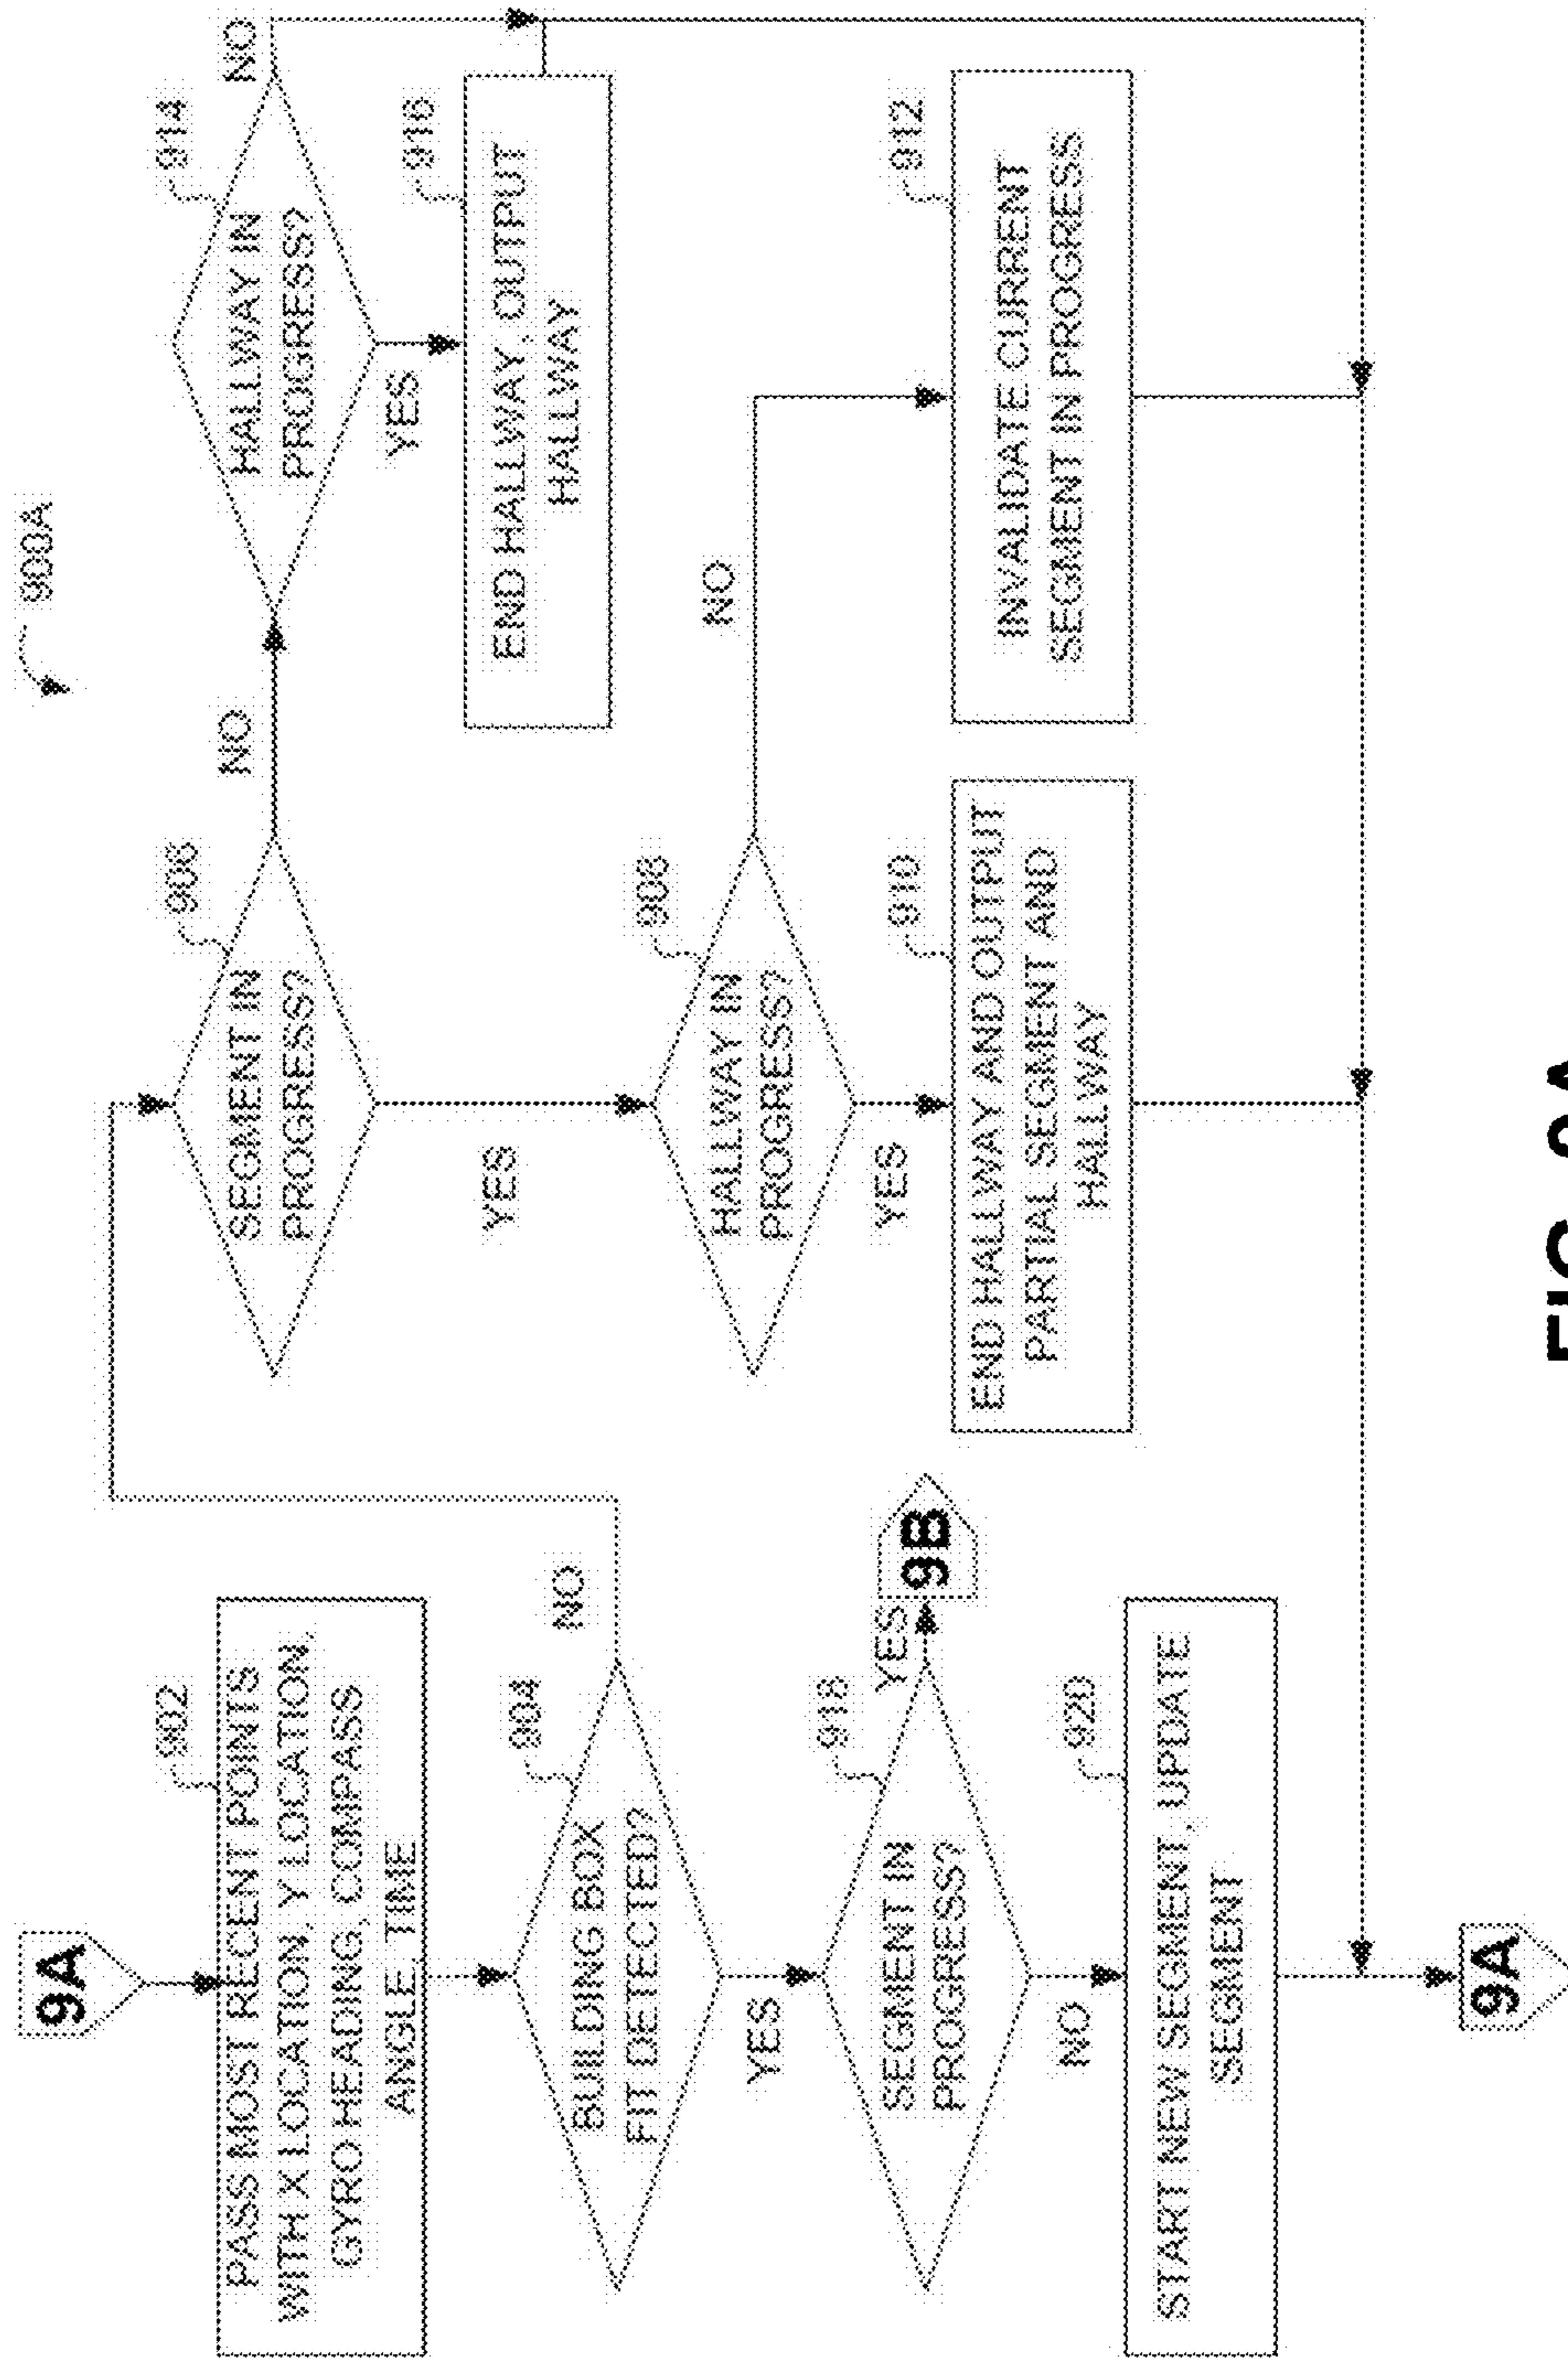 900A
9A
902
PASS MOST RECENT POINTS
WITH X LOCATION, Y LOCATION,
GYRO HEADING, COMPASS
ANGLE, TIME
904
BUILDING BOX
FIT DETECTED?
NO
YES
918
SEGMENT IN
PROGRESS?
YES
9B
NO
920
START NEW SEGMENT, UPDATE
SEGMENT
9A
906
SEGMENT IN
PROGRESS?
NO
YES
908
HALLWAY IN
PROGRESS?
NO
YES
910
END HALLWAY AND OUTPUT
PARTIAL SEGMENT AND
HALLWAY
914
HALLWAY IN
PROGRESS?
NO
YES
916
END HALLWAY, OUTPUT
HALLWAY
912
INVALIDATE CURRENT
SEGMENT IN PROGRESS